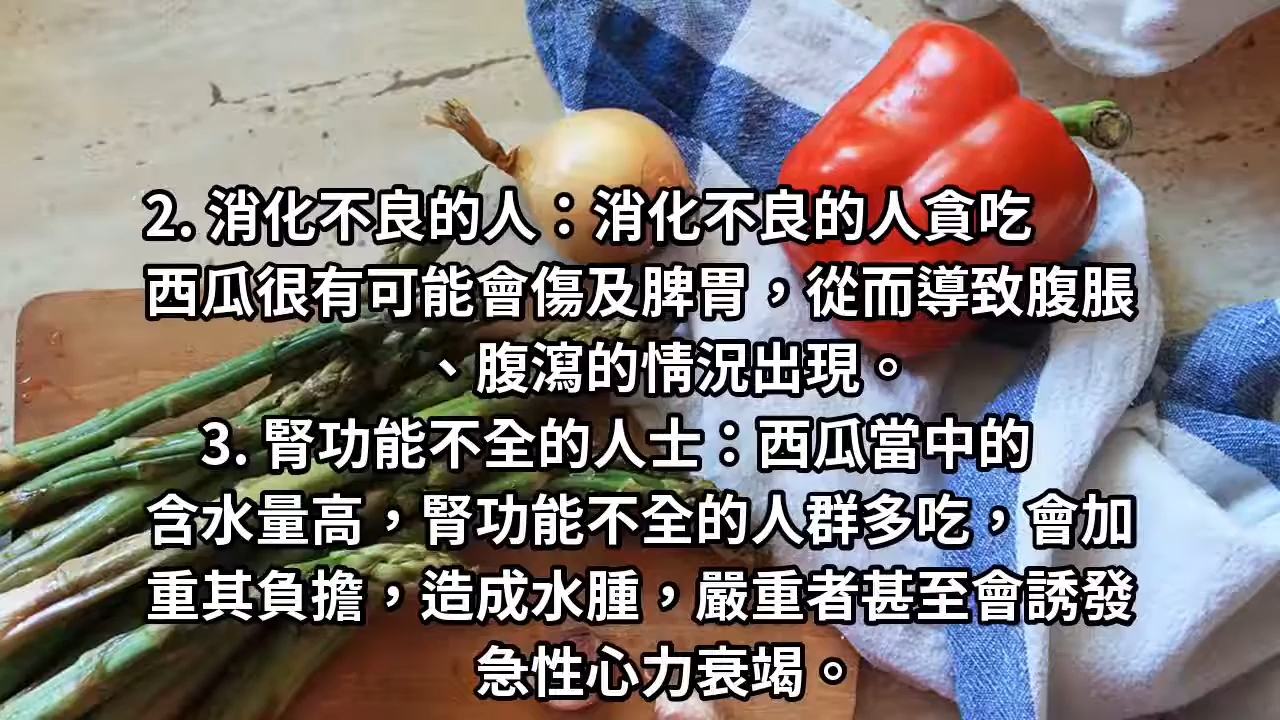 2. 消化不良的人：消化不良的人貪吃
西瓜很有可能會傷及脾胃，從而導致腹脹
、腹瀉的情況出現。
3. 腎功能不全的人士：西瓜當中的
含水量高，腎功能不全的人群多吃，會加
重其負擔，造成水腫，嚴重者甚至會誘發
急性心力衰竭。